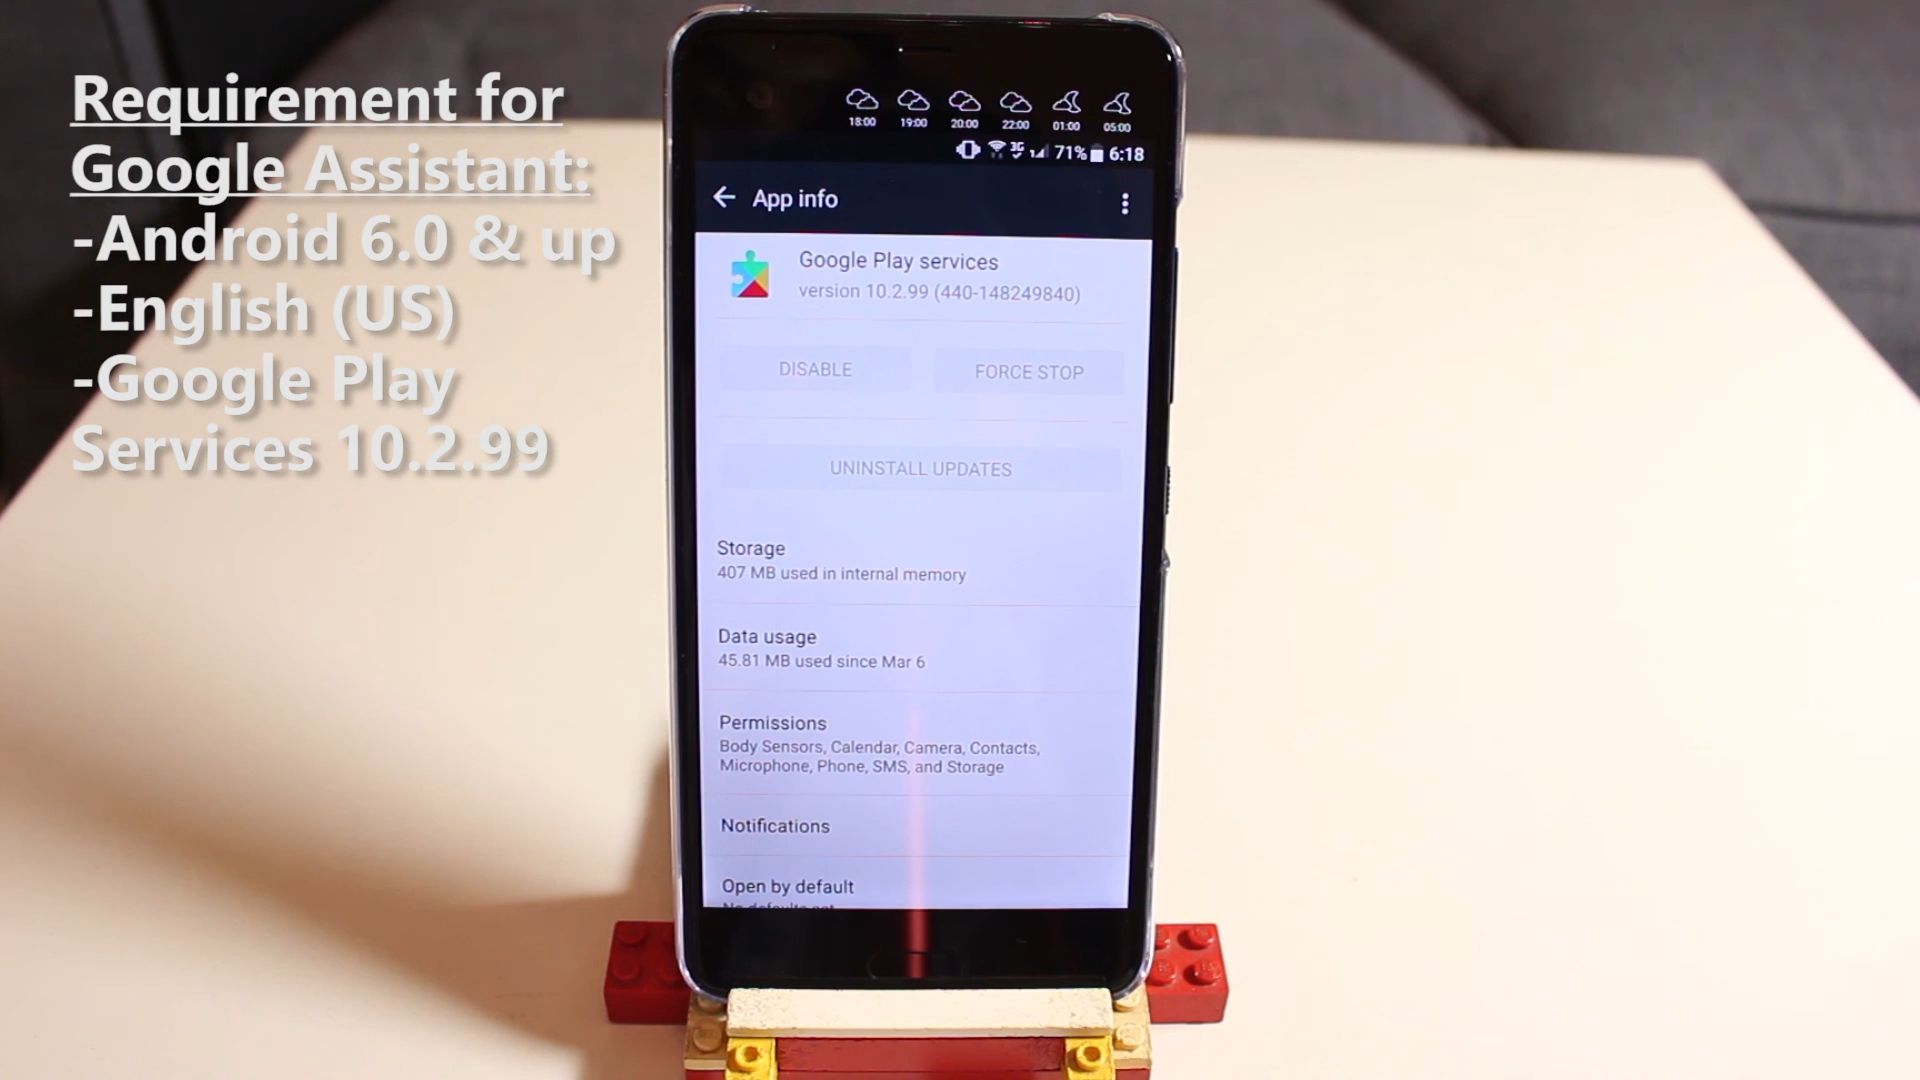 Requirement for
Google Assistant:
-Android 6.0 & up
-English (US)
-Google Play
Services 10.2.99
18:00 19:00 20:00 22:00 01:00 05:00
3G 71% 6:18
App info
Google Play services
version 10.2.99 (440-148249840)
DISABLE FORCE STOP
UNINSTALL UPDATES
Storage
407 MB used in internal memory
Data usage
45.81 MB used since Mar 6
Permissions
Body Sensors, Calendar, Camera, Contacts,
Microphone, Phone, SMS, and Storage
Notifications
Open by default
No defaults set